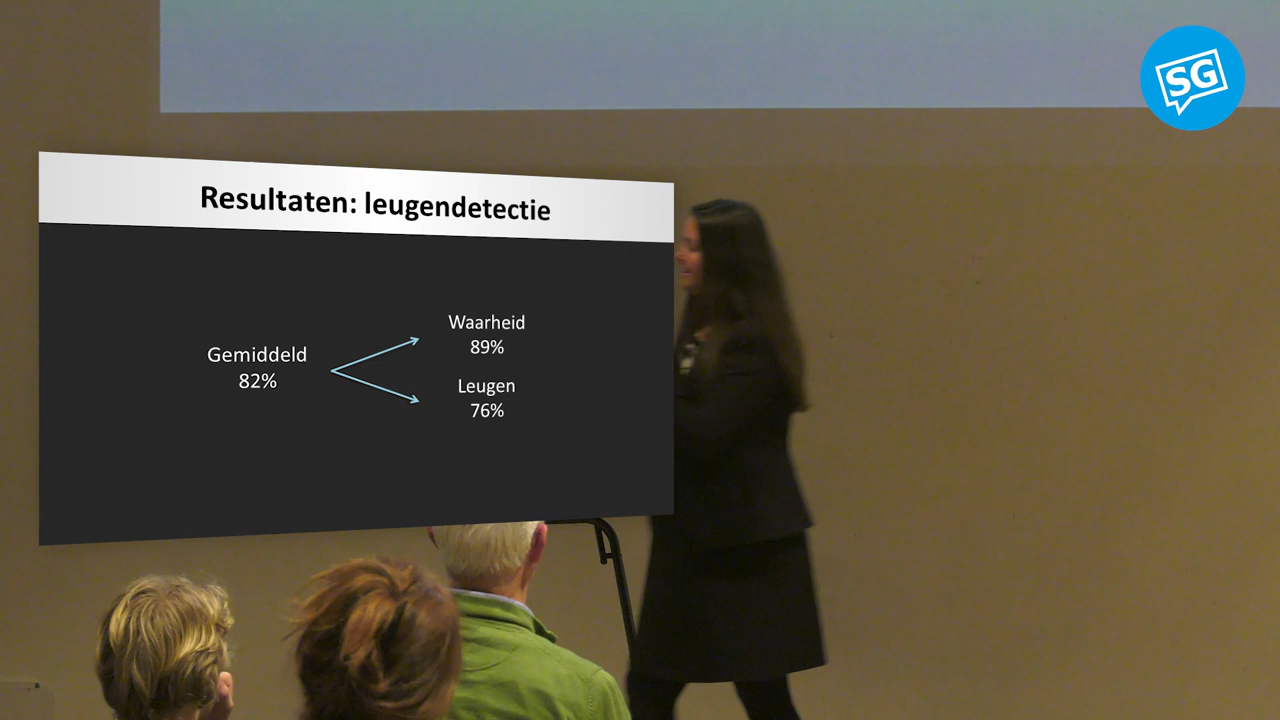 SG
Resultaten: leugendetectie
Gemiddeld
82%
Waarheid
89%
Leugen
76%